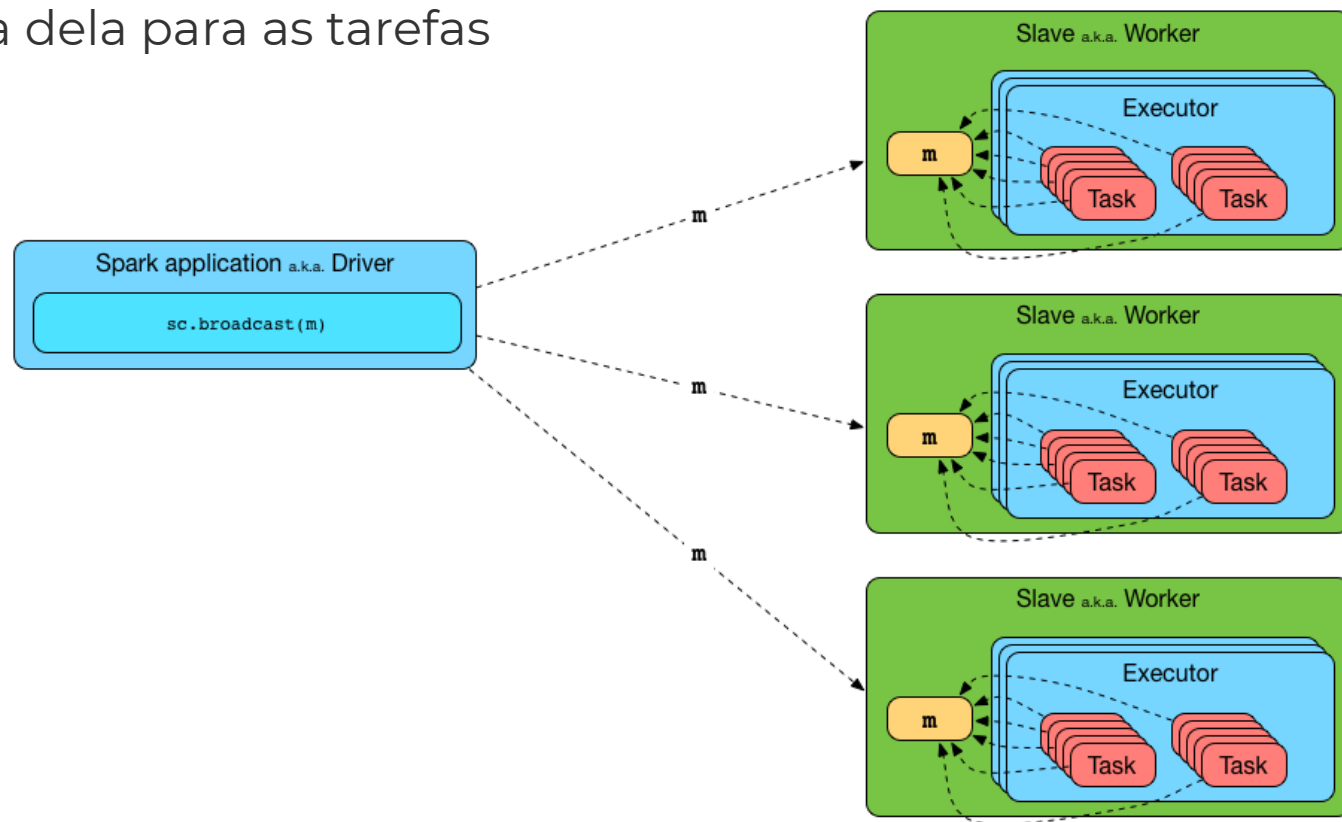 a dela para as tarefas
Spark application a.k.a. Driver
sc.broadcast(m)
m
m
m
Slave a.k.a. Worker
Executor
m
Task
Task
Slave a.k.a. Worker
Executor
m
Task
Task
Slave a.k.a. Worker
Executor
m
Task
Task